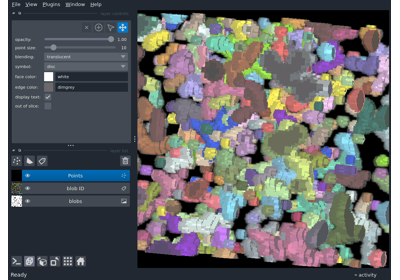 File View Plugins Window Help
opacity: 1.00
point size: 10
blending: translucent
symbol: disc
face color: white
edge color: dimgrey
display text: ✓
out of slice:
Points
blob ID
blobs
Ready
activity